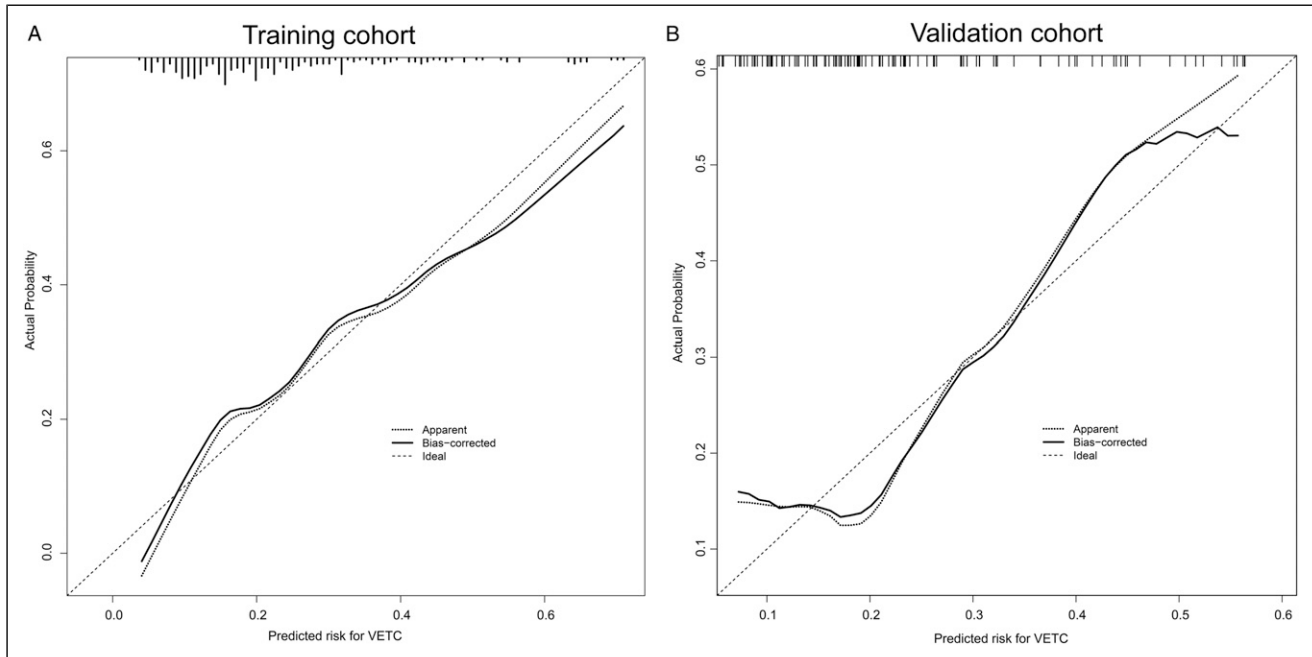 A
Training cohort
0.6
0.4
0.2
0.0
Actual Probability
Apparent
Bias-corrected
Ideal
0.0 0.2 0.4 0.6
Predicted risk for VETC
B
Validation cohort
0.6
0.5
0.4
0.3
0.2
0.1
Actual Probability
Apparent
Bias-corrected
Ideal
0.1 0.2 0.3 0.4 0.5 0.6
Predicted risk for VETC